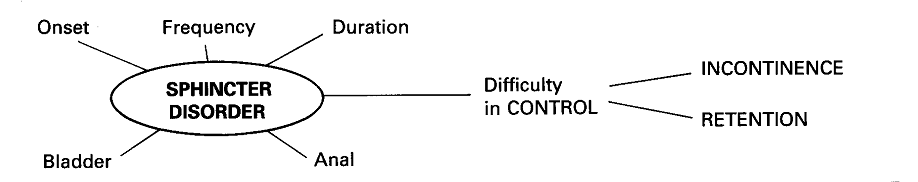 Onset
Frequency
Duration
SPHINCTER
DISORDER
Difficulty
in CONTROL
INCONTINENCE
RETENTION
Bladder
Anal